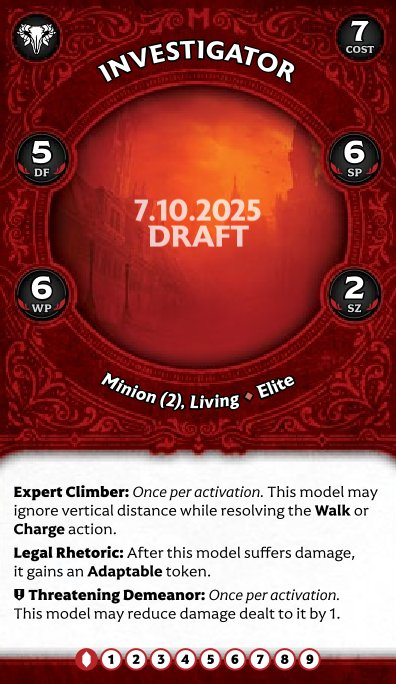 7
COST
INVESTIGATOR
5
DF
6
SP
7.10.2025
DRAFT
6
WP
2
SZ
Minion (2), Living ◆ Elite
Expert Climber: Once per activation. This model may
ignore vertical distance while resolving the Walk or
Charge action.
Legal Rhetoric: After this model suffers damage,
it gains an Adaptable token.
Threatening Demeanor: Once per activation.
This model may reduce damage dealt to it by 1.
1 2 3 4 5 6 7 8 9